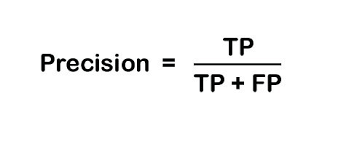 Precision = TP
TP + FP